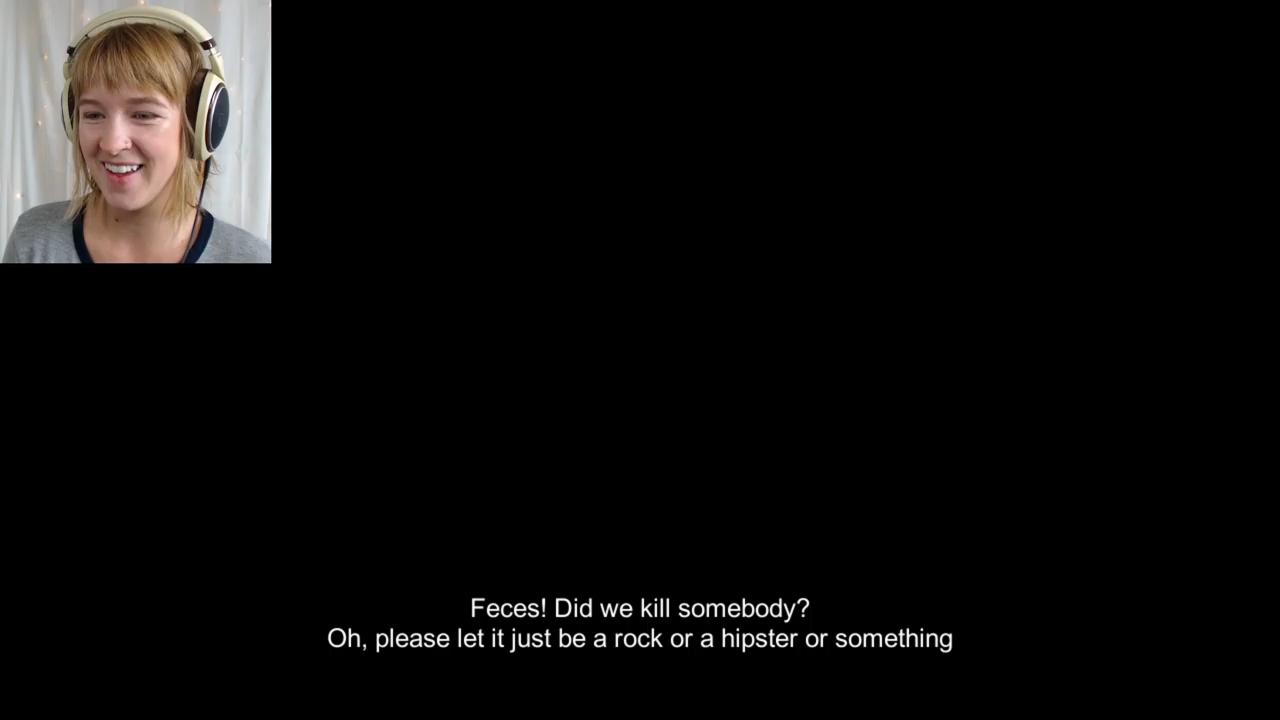 Feces! Did we kill somebody?
Oh, please let it just be a rock or a hipster or something